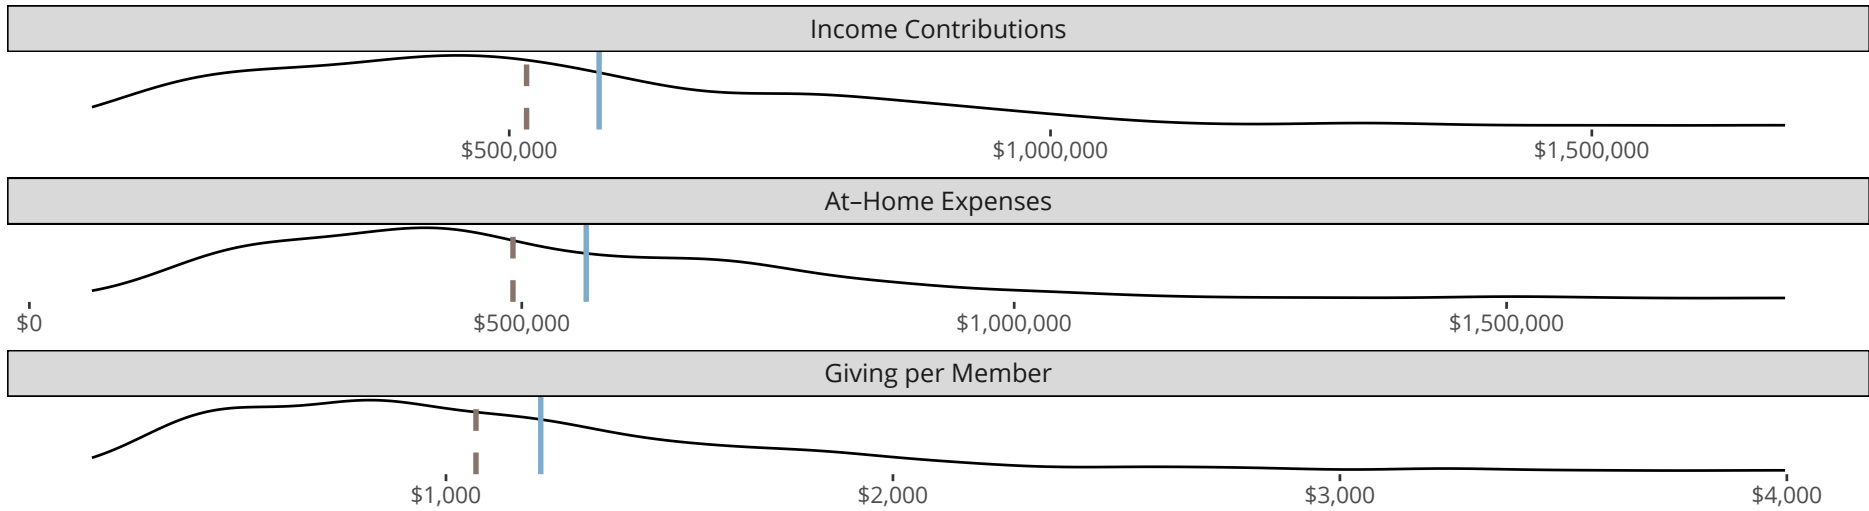 Income Contributions
$500,000 $1,000,000 $1,500,000
At–Home Expenses
$0 $500,000 $1,000,000 $1,500,000
Giving per Member
$1,000 $2,000 $3,000 $4,000